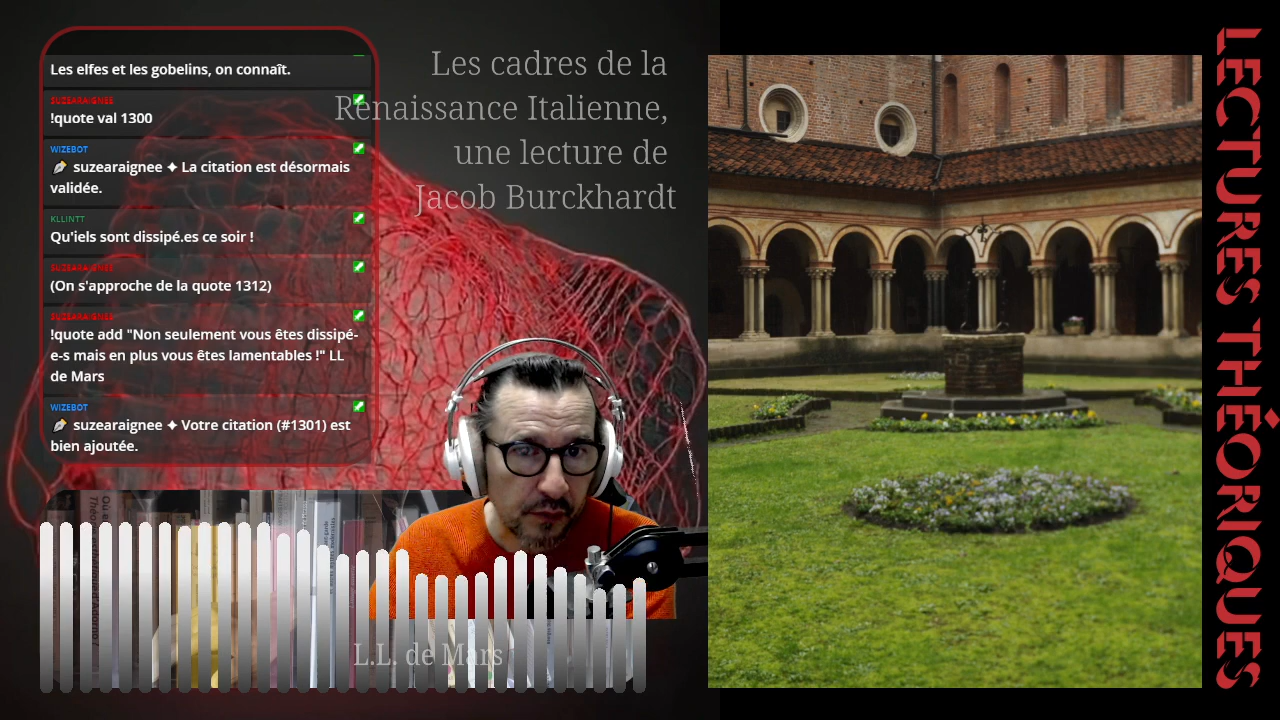 Les elfes et les gobelins, on connaît.
SUZEARAIGNEE
!quote val 1300
WIZEBOT
suzearaignee ✦ La citation est désormais
validée.
KLLINTT
Qu'iels sont dissipé.es ce soir !
SUZEARAIGNEE
(On s'approche de la quote 1312)
SUZEARAIGNEE
!quote add "Non seulement vous êtes dissipé-
e-s mais en plus vous êtes lamentables !" LL
de Mars
WIZEBOT
suzearaignee ✦ Votre citation (#1301) est
bien ajoutée.
Les cadres de la
Renaissance Italienne,
une lecture de
Jacob Burckhardt
L.L. de Mars
LECTURES THÉORIQUES